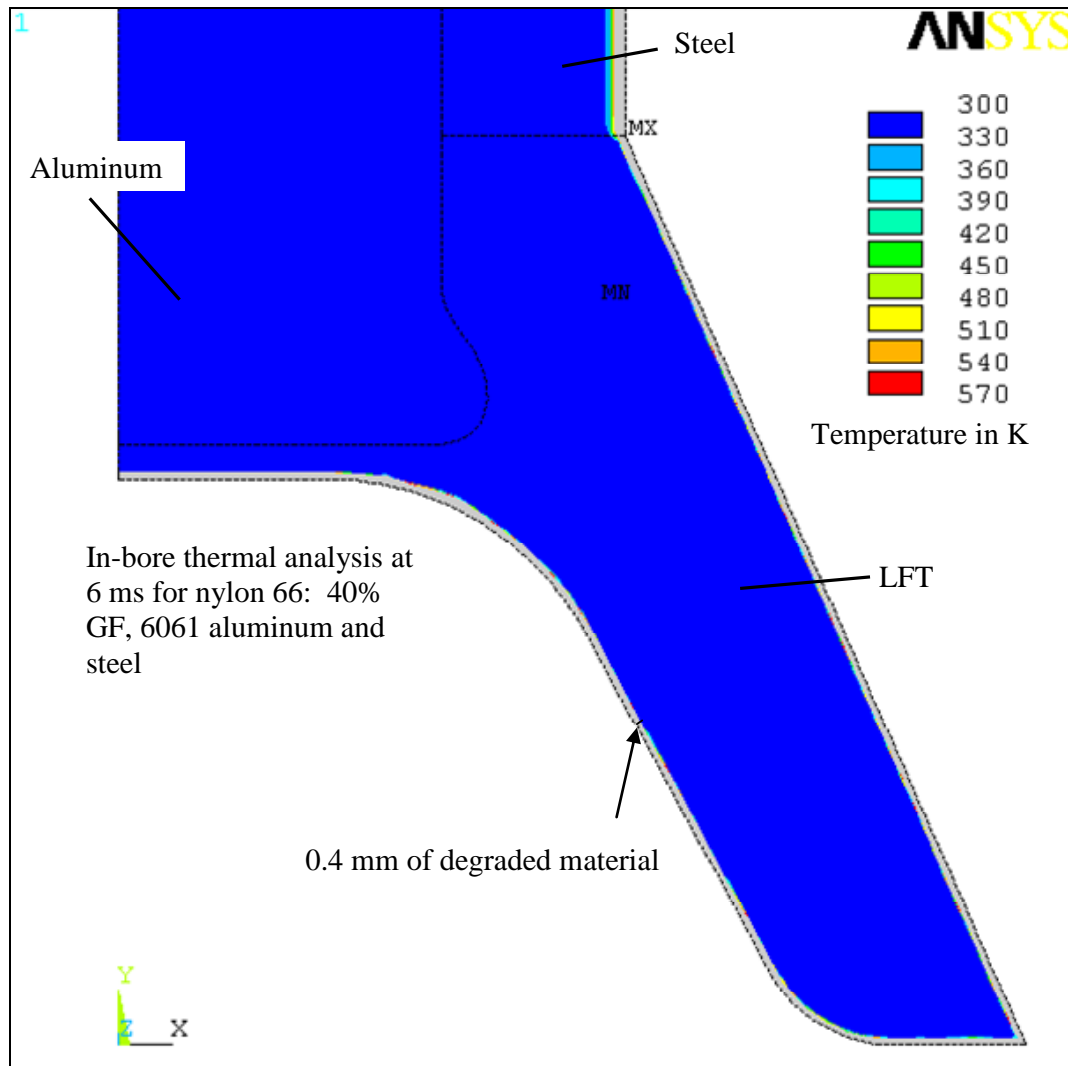 1
ANSYS
Steel
MX
Aluminum
300
330
360
390
420
450
480
510
540
570
Temperature in K
MN
In-bore thermal analysis at
6 ms for nylon 66:  40%
GF, 6061 aluminum and
steel
LFT
0.4 mm of degraded material
Y
Z
X